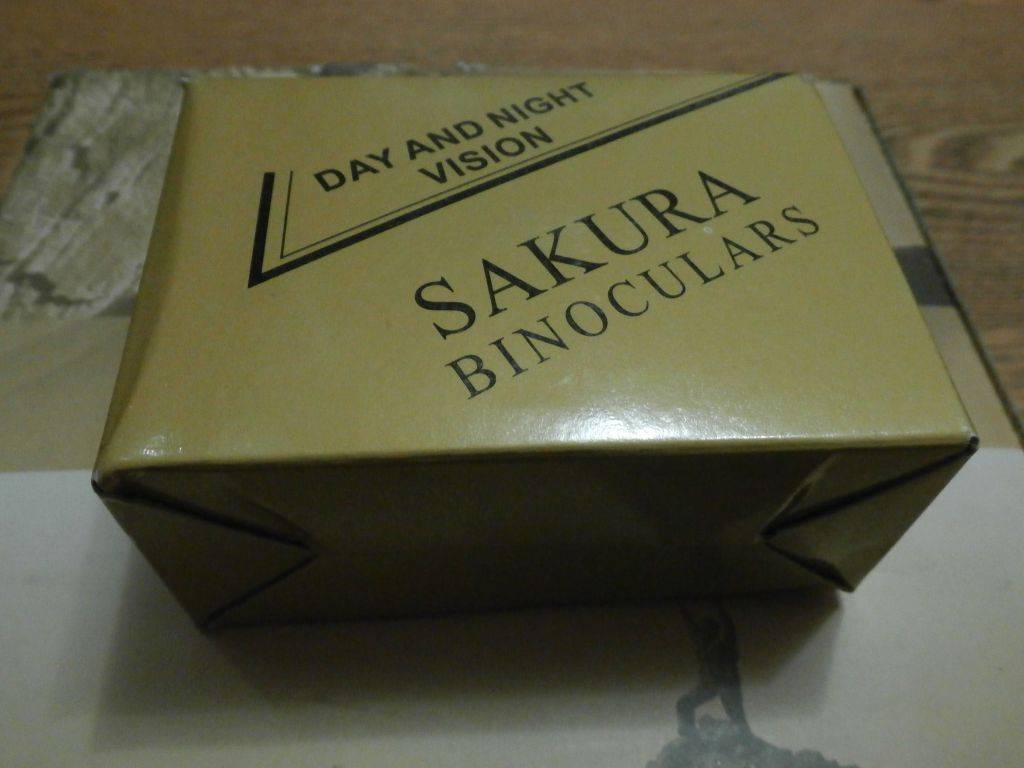 DAY AND NIGHT
VISION
SAKURA
BINOCULARS